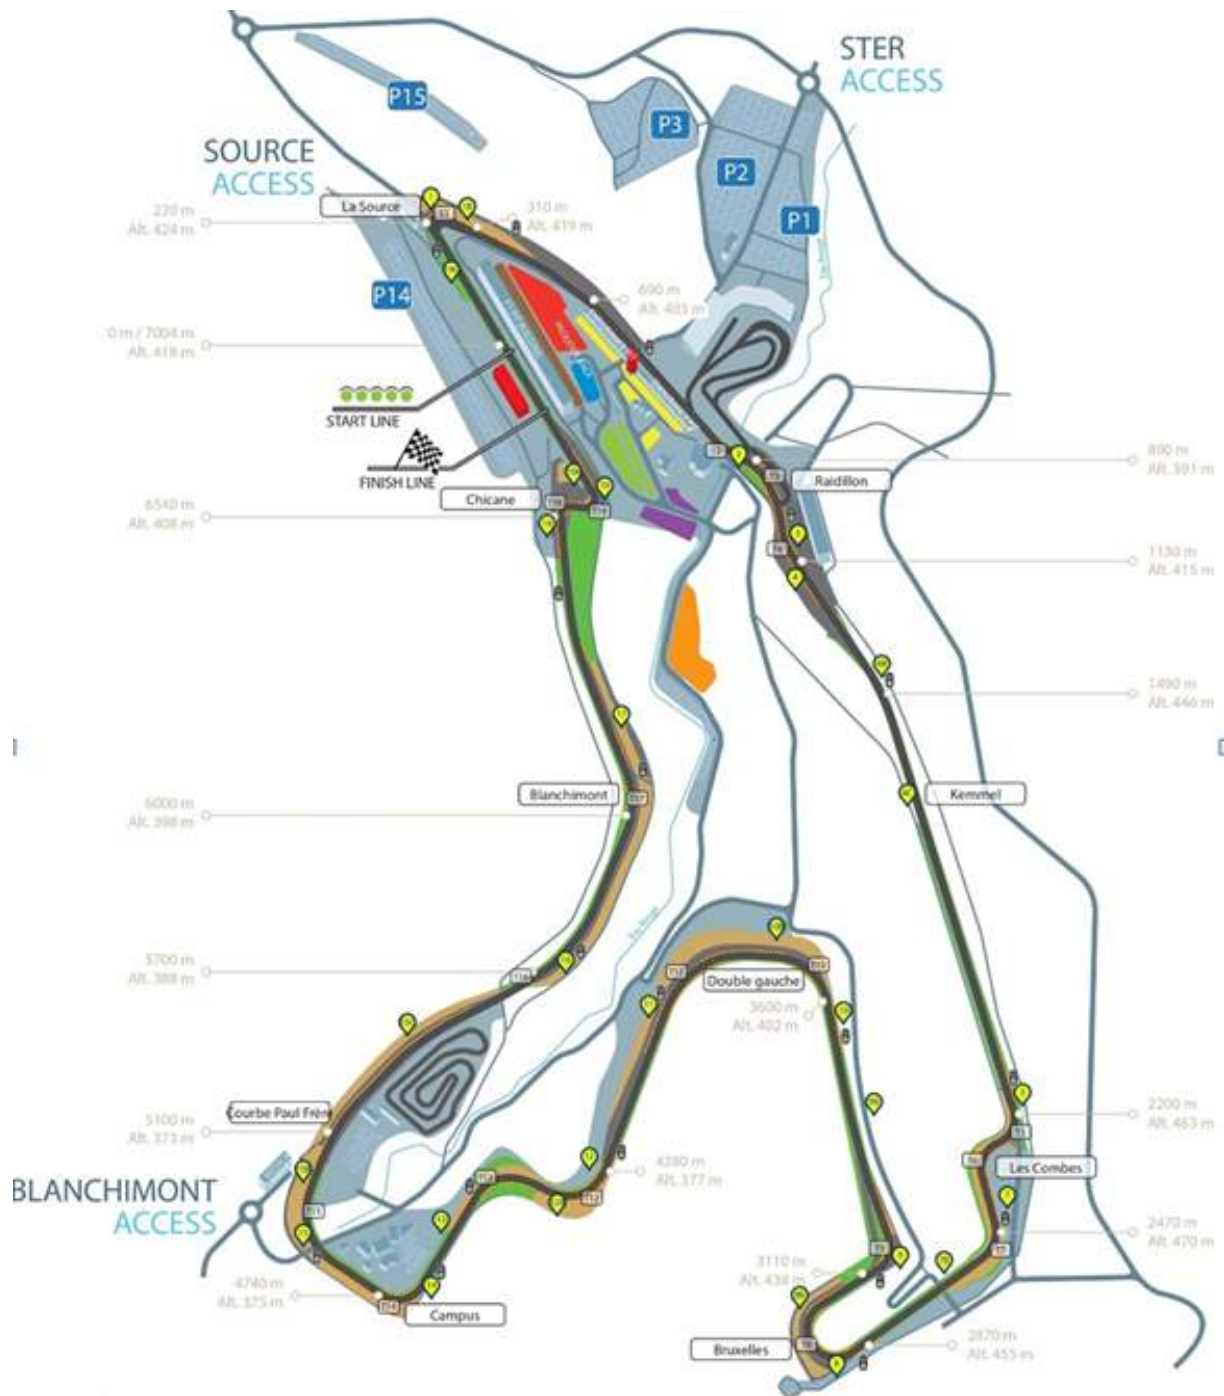 STER
ACCESS
P15
P3
P2
P1
SOURCE
ACCESS
La Source
220 m
Alt. 424 m
310 m
Alt. 419 m
P14
690 m
Alt. 405 m
0 m / 7004 m
Alt. 418 m
START LINE
FINISH LINE
890 m
Alt. 391 m
Raidillon
Chicane
6540 m
Alt. 408 m
1130 m
Alt. 415 m
1490 m
Alt. 446 m
Blanchimont
Kemmel
6000 m
Alt. 398 m
5700 m
Alt. 388 m
Double gauche
3600 m
Alt. 402 m
Courbe Paul Frère
5100 m
Alt. 373 m
2200 m
Alt. 463 m
Les Combes
4280 m
Alt. 377 m
BLANCHIMONT
ACCESS
2470 m
Alt. 470 m
3110 m
Alt. 434 m
4740 m
Alt. 375 m
Campus
Bruxelles
2870 m
Alt. 455 m